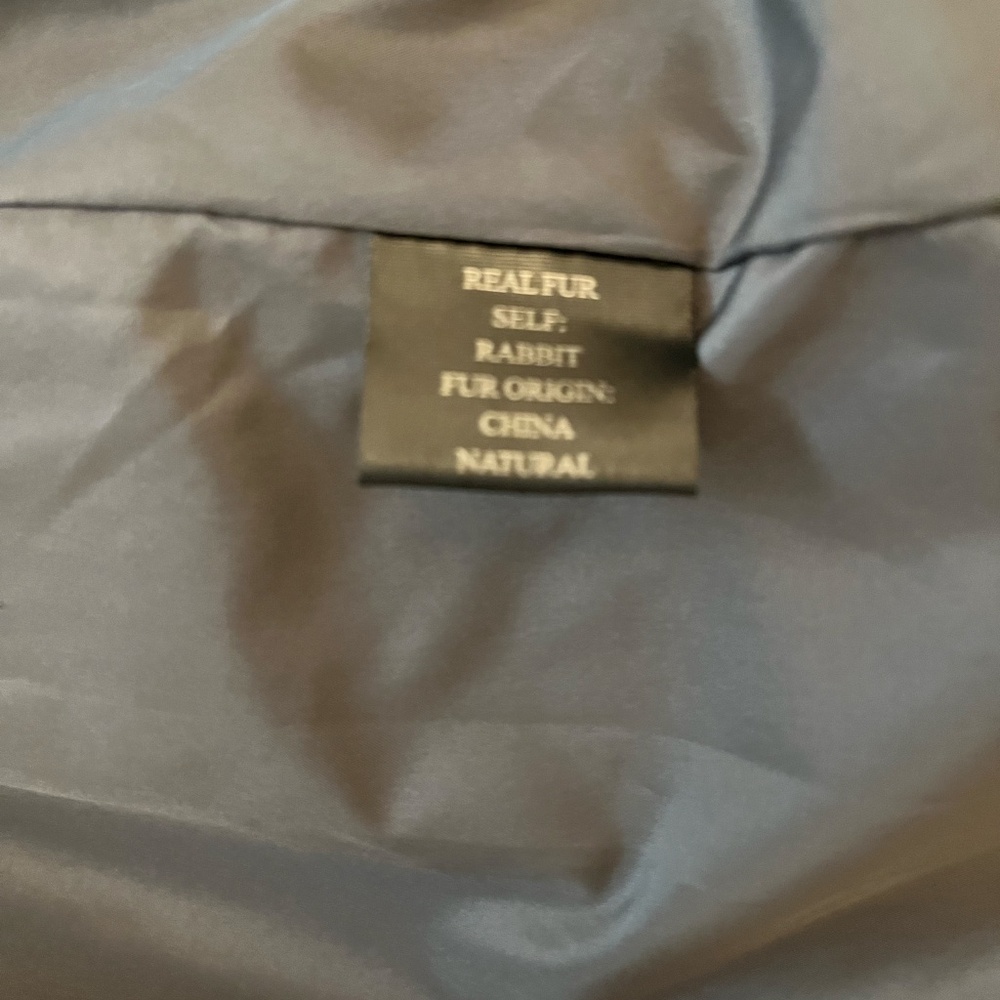 REAL FUR
SELF:
RABBIT
FUR ORIGIN:
CHINA
NATURAL